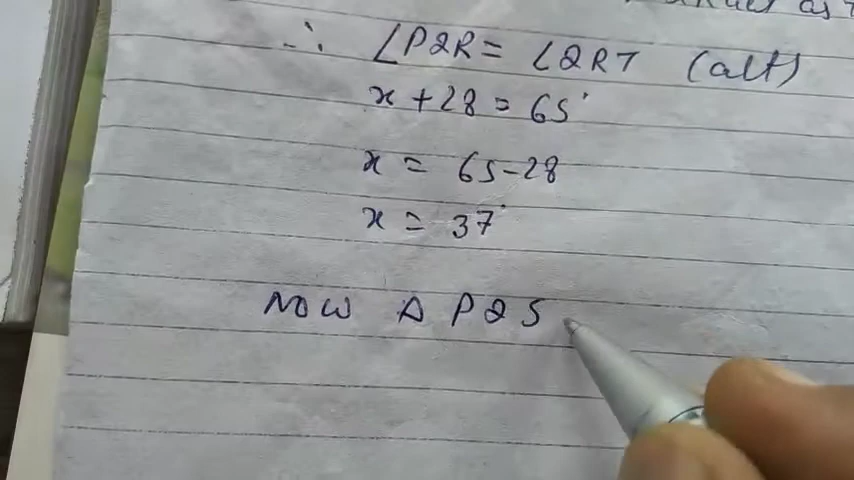 ∴ ∠PQR = ∠QRT (alt)
x + 28 = 65°
x = 65 - 28
x = 37°
NOW Δ PQS